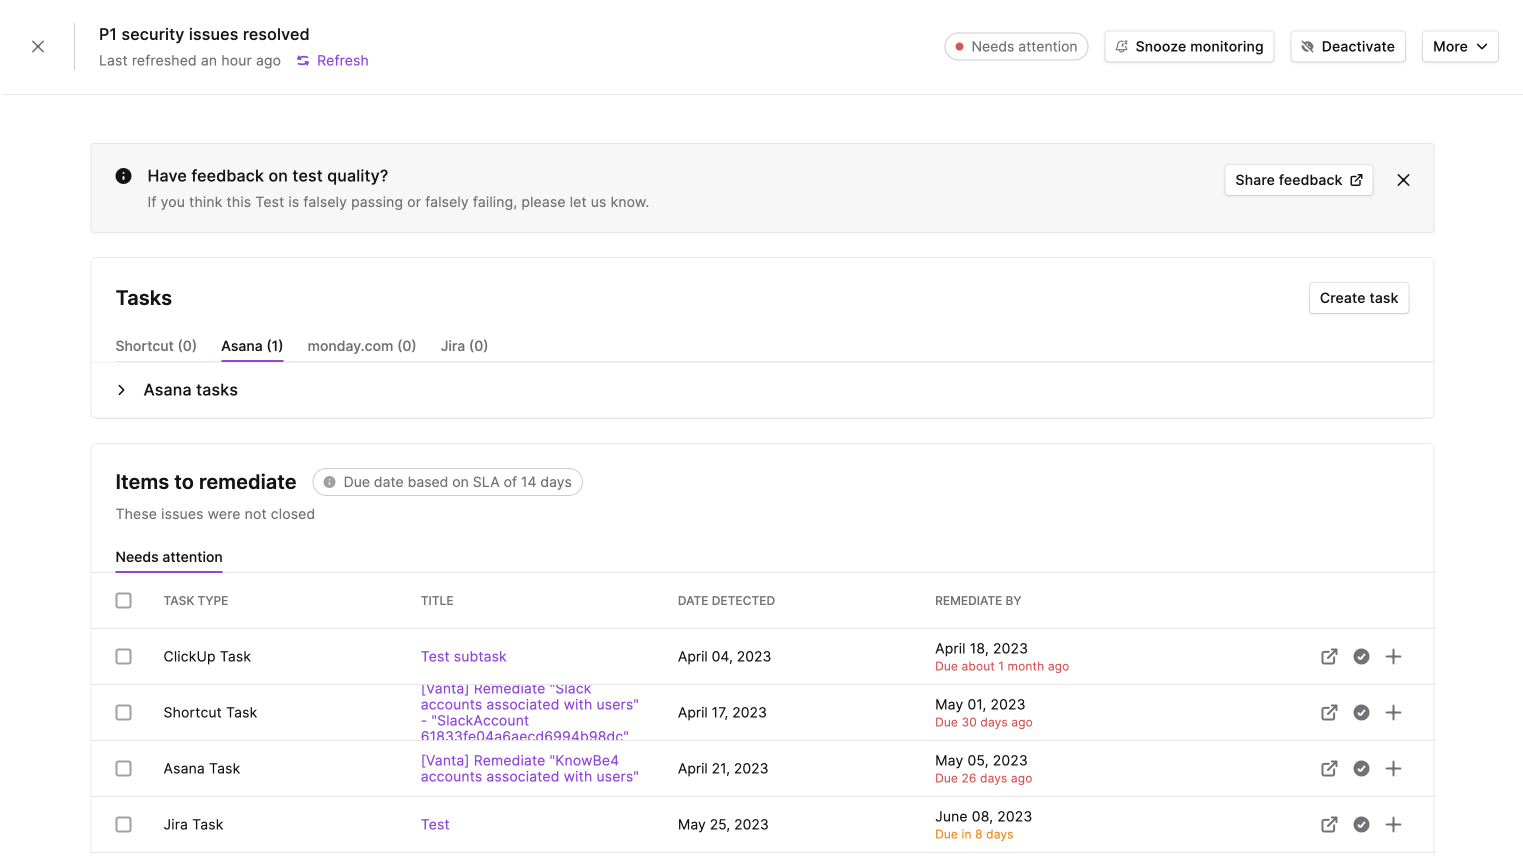 P1 security issues resolved
Last refreshed an hour ago Refresh
Needs attention
Snooze monitoring
Deactivate
More
Have feedback on test quality?
If you think this Test is falsely passing or falsely failing, please let us know.
Share feedback
Tasks
Create task
Shortcut (0) Asana (1) monday.com (0) Jira (0)
Asana tasks
Items to remediate
Due date based on SLA of 14 days
These issues were not closed
Needs attention
TASK TYPE TITLE DATE DETECTED REMEDIATE BY
ClickUp Task Test subtask April 04, 2023 April 18, 2023
Due about 1 month ago
Shortcut Task
[Vanta] Remediate "Slack
accounts associated with users"
- "SlackAccount
61833fe04a6aecd6994b98dc"
April 17, 2023
May 01, 2023
Due 30 days ago
Asana Task
[Vanta] Remediate "KnowBe4
accounts associated with users"
April 21, 2023
May 05, 2023
Due 26 days ago
Jira Task Test May 25, 2023 June 08, 2023
Due in 8 days